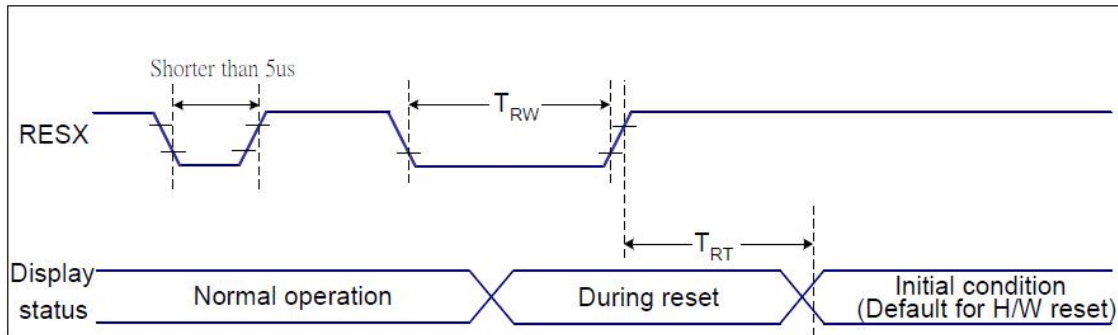 Shorter than 5us
RESX
TRW
TRT
Display
status
Normal operation
During reset
Initial condition
(Default for H/W reset)